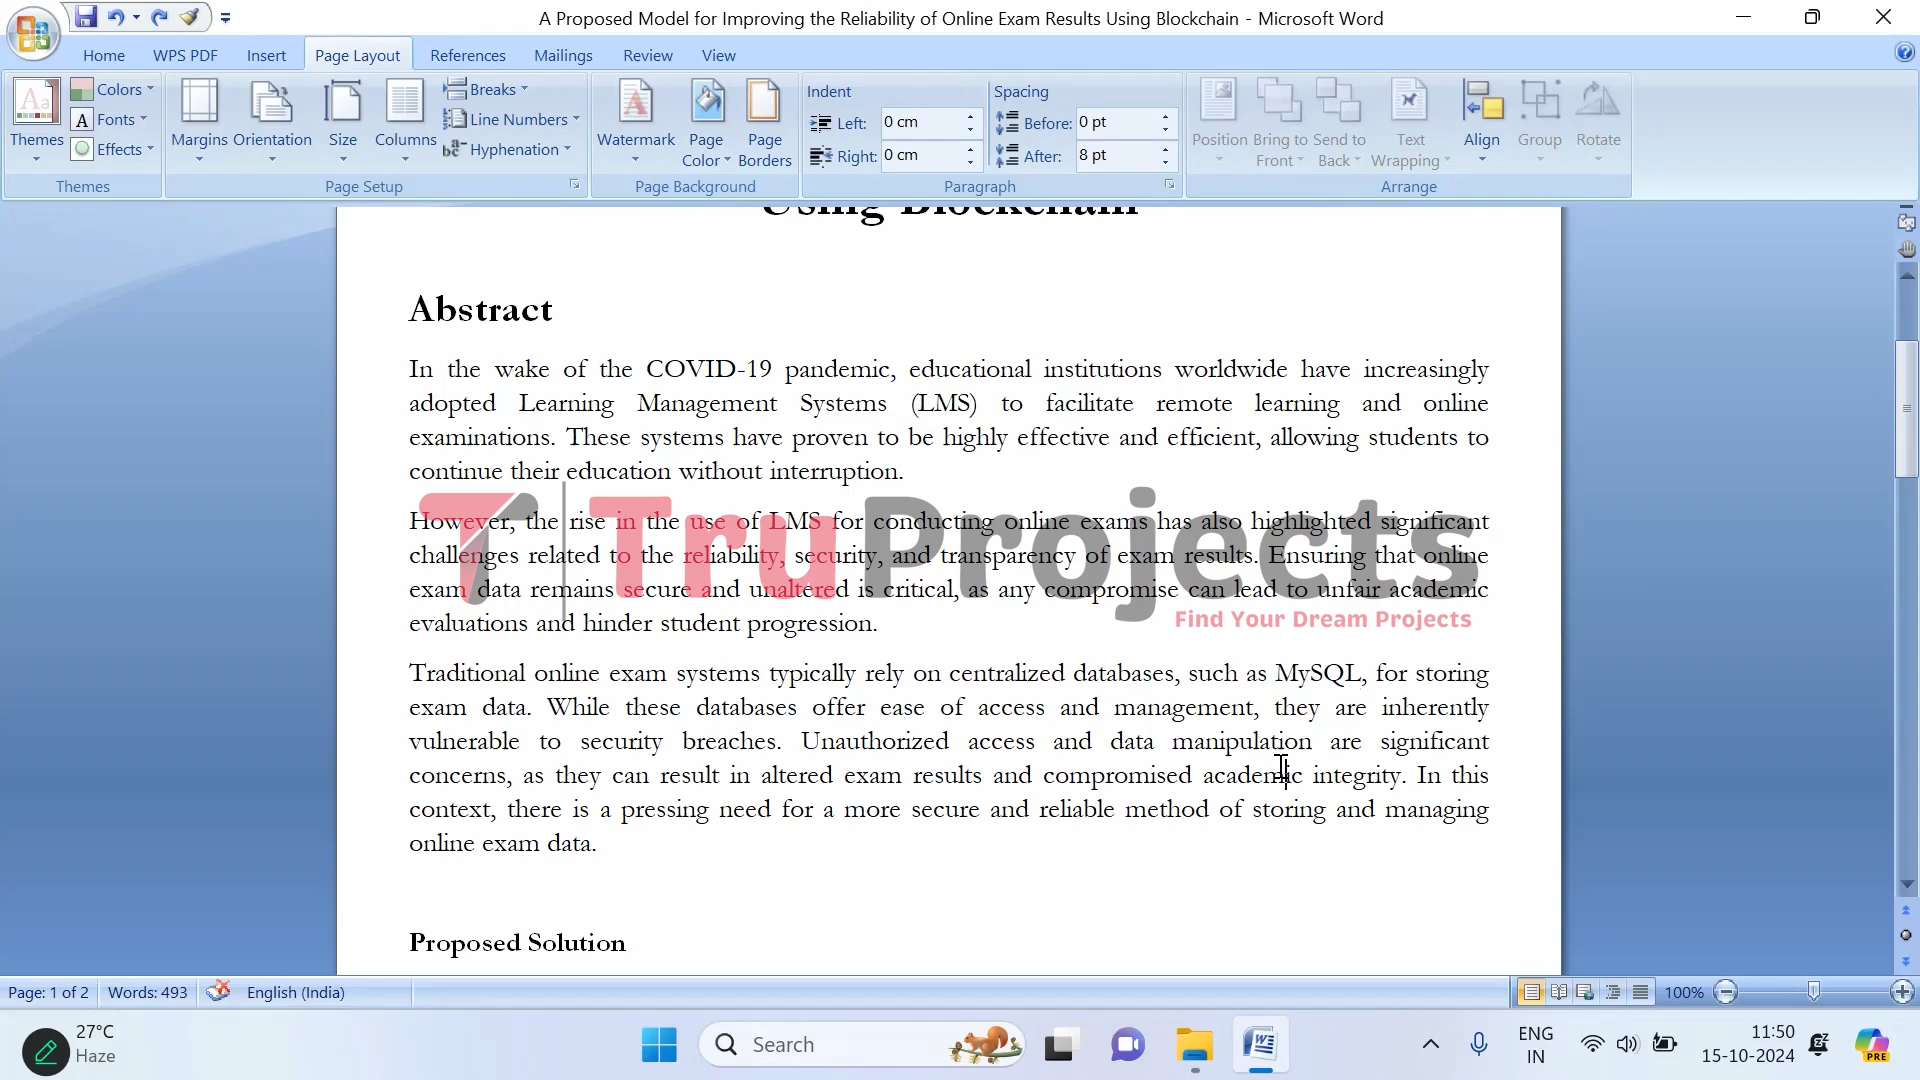 A Proposed Model for Improving the Reliability of Online Exam Results Using Blockchain - Microsoft Word
Home WPS PDF Insert Page Layout References Mailings Review View
Themes Colors Fonts Effects
Themes
Margins Orientation Size Columns Breaks Line Numbers Hyphenation
Page Setup
Watermark Page Color Page Borders
Page Background
Indent
Left: 0 cm
Right: 0 cm
Spacing
Before: 0 pt
After: 8 pt
Paragraph
Position Bring to Front Send to Back Text Wrapping Align Group Rotate
Arrange
Using Blockchain
Abstract
In the wake of the COVID-19 pandemic, educational institutions worldwide have increasingly
adopted Learning Management Systems (LMS) to facilitate remote learning and online
examinations. These systems have proven to be highly effective and efficient, allowing students to
continue their education without interruption.
However, the rise in the use of LMS for conducting online exams has also highlighted significant
challenges related to the reliability, security, and transparency of exam results. Ensuring that online
exam data remains secure and unaltered is critical, as any compromise can lead to unfair academic
evaluations and hinder student progression.
TruProjects
Find Your Dream Projects
Traditional online exam systems typically rely on centralized databases, such as MySQL, for storing
exam data. While these databases offer ease of access and management, they are inherently
vulnerable to security breaches. Unauthorized access and data manipulation are significant
concerns, as they can result in altered exam results and compromised academic integrity. In this
context, there is a pressing need for a more secure and reliable method of storing and managing
online exam data.
Proposed Solution
Page: 1 of 2 Words: 493 English (India) 100%
27°C
Haze
Search
ENG
IN
11:50
15-10-2024
PRE